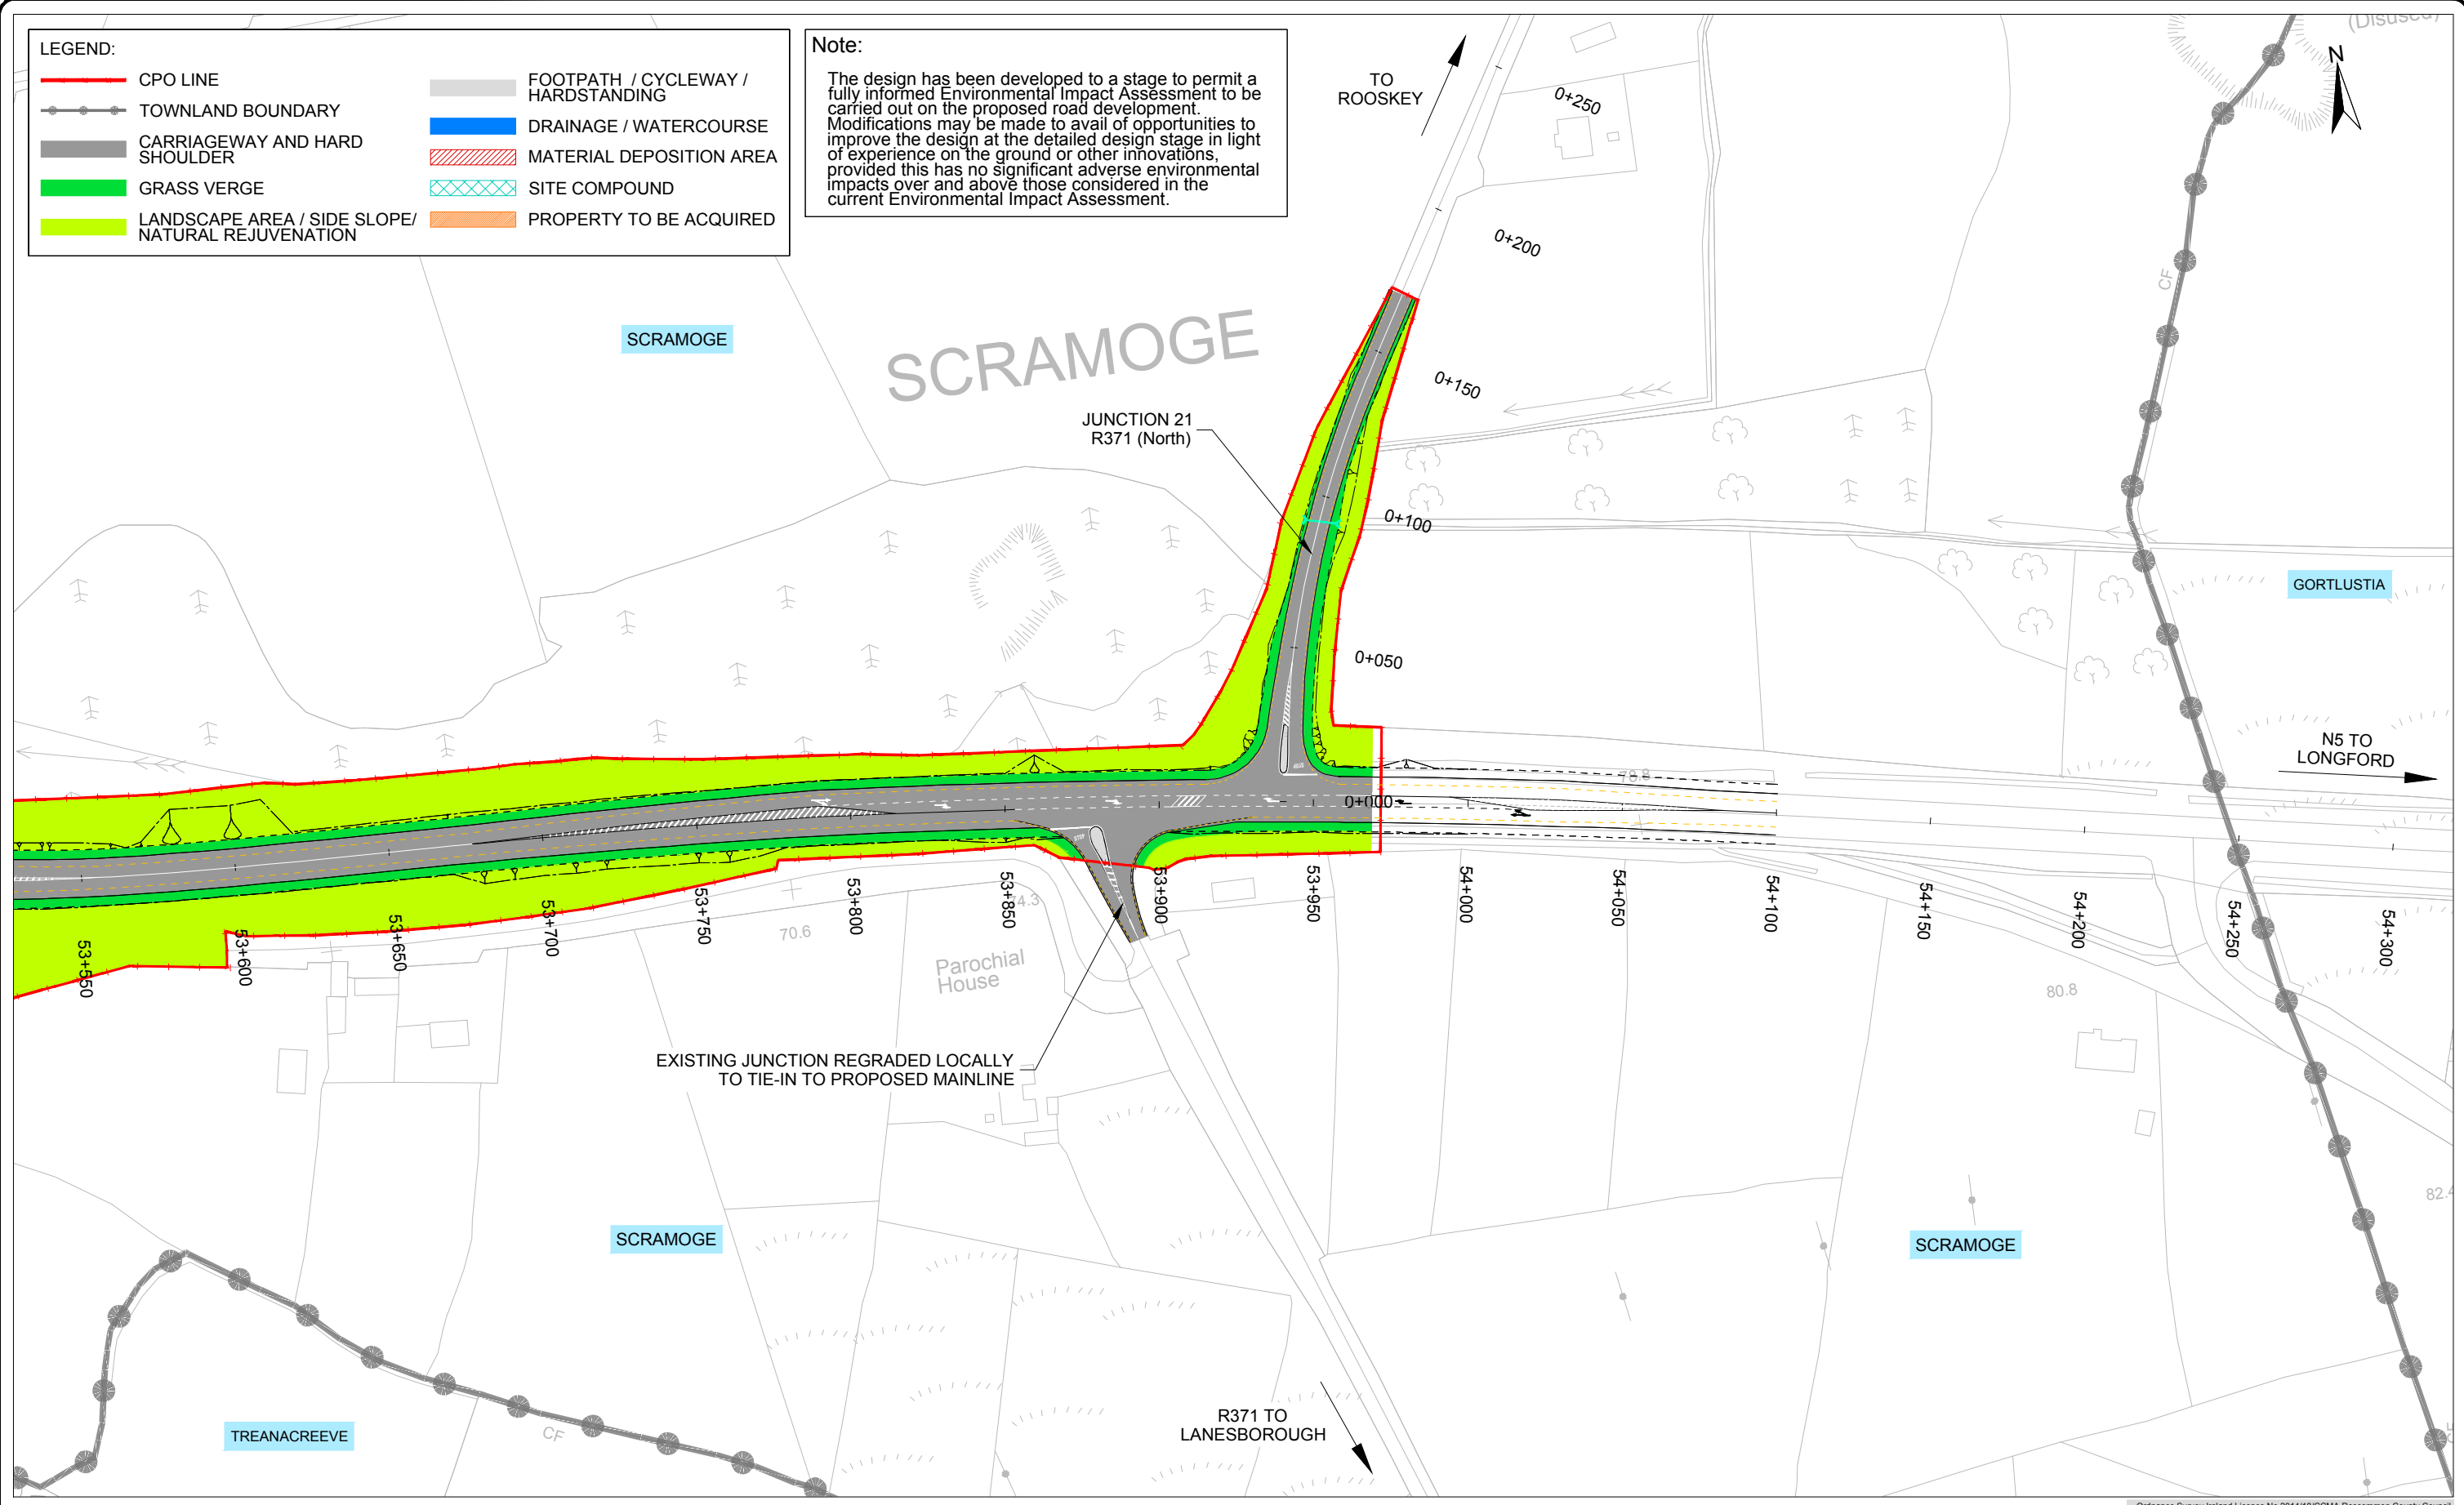 LEGEND:
CPO LINE
TOWNLAND BOUNDARY
CARRIAGEWAY AND HARD
SHOULDER
GRASS VERGE
LANDSCAPE AREA / SIDE SLOPE/
NATURAL REJUVENATION
FOOTPATH / CYCLEWAY /
HARDSTANDING
DRAINAGE / WATERCOURSE
MATERIAL DEPOSITION AREA
SITE COMPOUND
PROPERTY TO BE ACQUIRED
Note:
The design has been developed to a stage to permit a
fully informed Environmental Impact Assessment to be
carried out on the proposed road development.
Modifications may be made to avail of opportunities to
improve the design at the detailed design stage in light
of experience on the ground or other innovations,
provided this has no significant adverse environmental
impacts over and above those considered in the
current Environmental Impact Assessment.
TO
ROOSKEY
(Disused)
N
0+250
0+200
CF
SCRAMOGE
SCRAMOGE
0+150
JUNCTION 21
R371 (North)
0+100
GORTLUSTIA
0+050
N5 TO
LONGFORD
78.8
0+000
STOP
53+550
53+600
53+650
53+700
53+750
53+800
53+850
53+900
53+950
54+000
54+050
54+100
54+150
54+200
54+250
54+300
74.3
70.6
Parochial
House
80.8
EXISTING JUNCTION REGRADED LOCALLY
TO TIE-IN TO PROPOSED MAINLINE
82.4
SCRAMOGE
SCRAMOGE
R371 TO
LANESBOROUGH
TREANACREEVE
CF